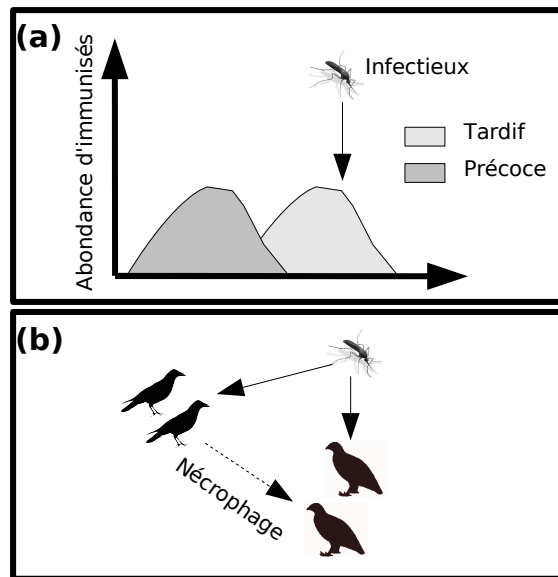 (a)
Abondance d'immunisés
Infectieux
Tardif
Précoce
(b)
Nécrophage